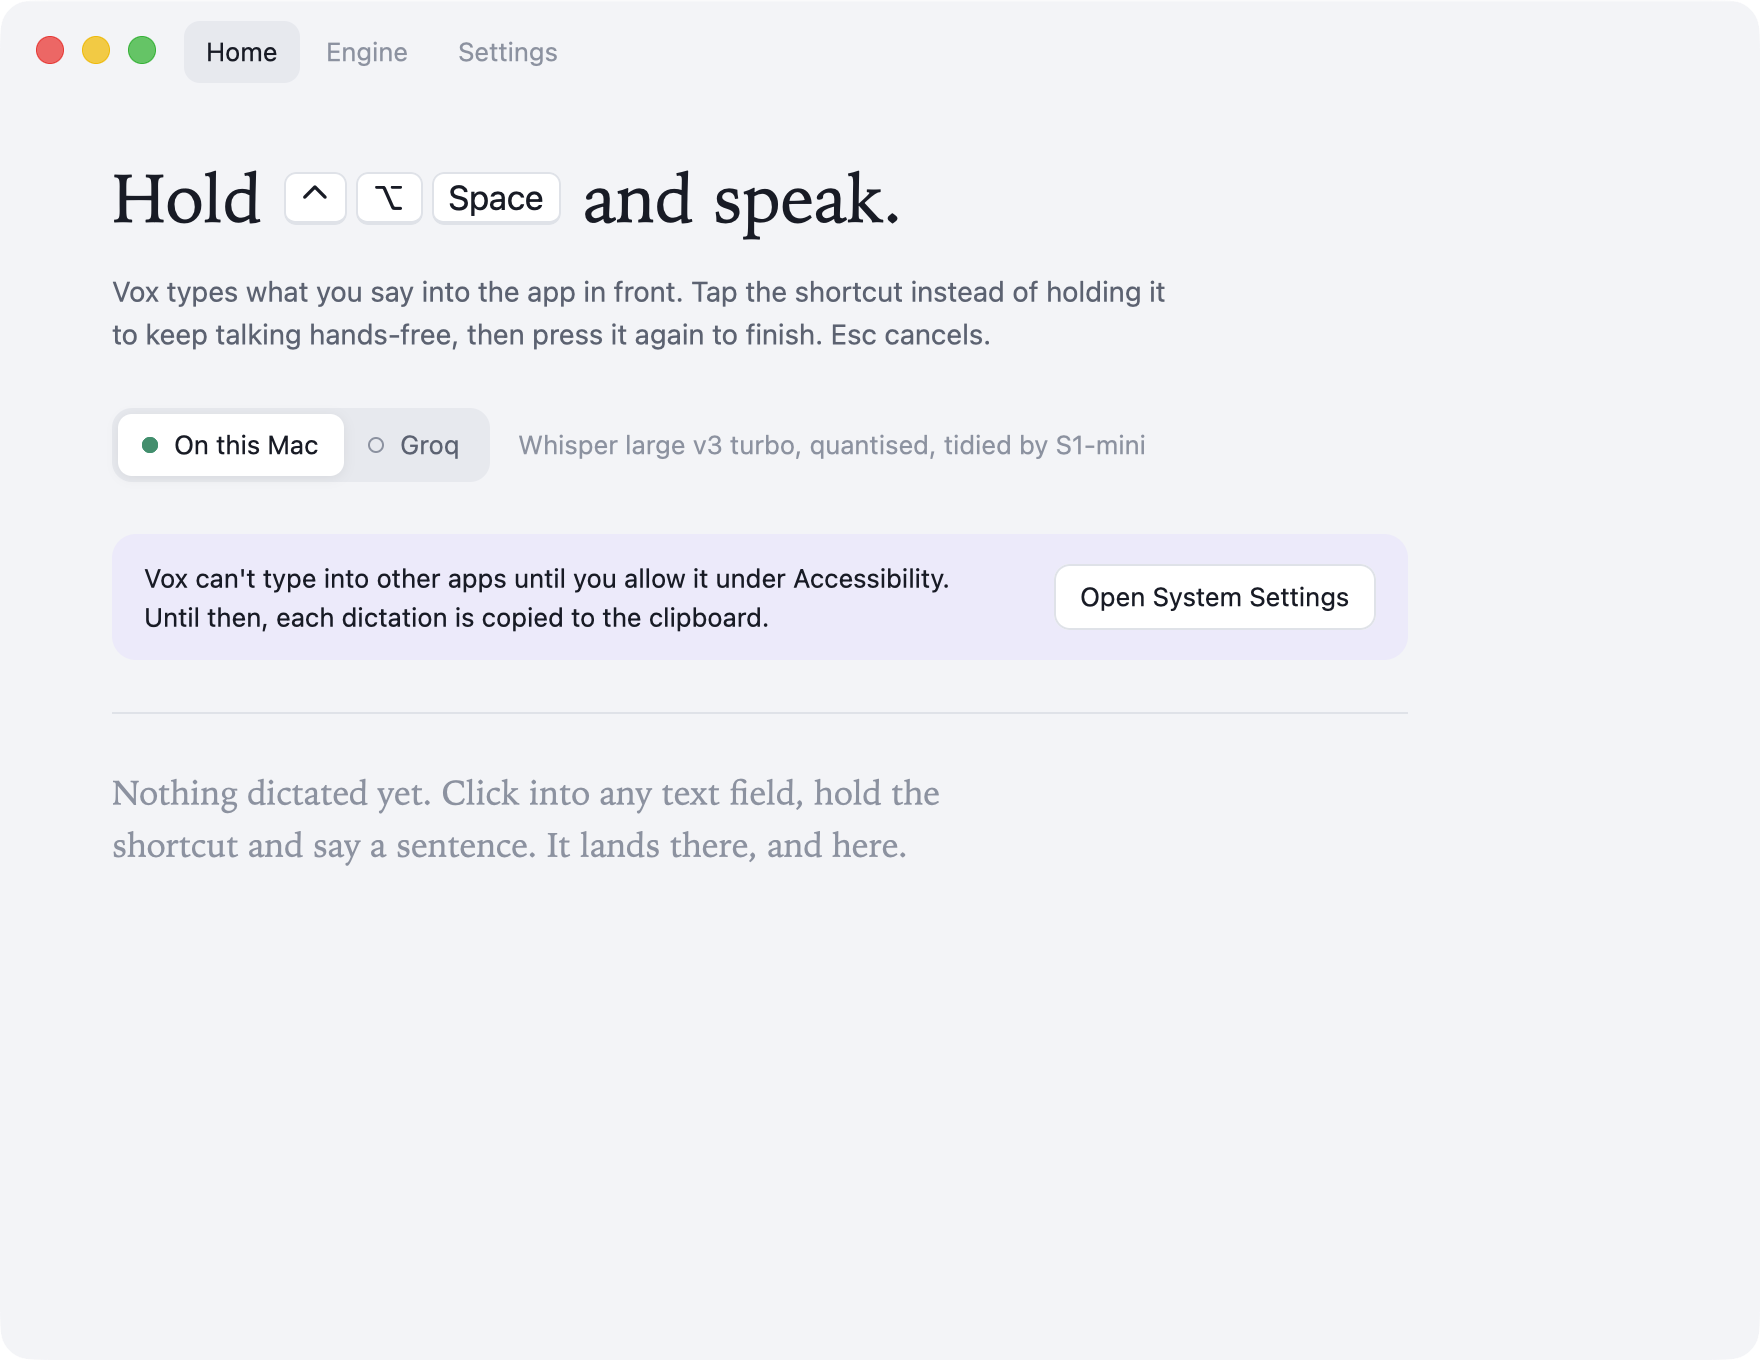 Home Engine Settings
Hold ^ ⌥ Space and speak.
Vox types what you say into the app in front. Tap the shortcut instead of holding it
to keep talking hands-free, then press it again to finish. Esc cancels.
On this Mac Groq Whisper large v3 turbo, quantised, tidied by S1-mini
Vox can't type into other apps until you allow it under Accessibility.
Until then, each dictation is copied to the clipboard.
Open System Settings
Nothing dictated yet. Click into any text field, hold the
shortcut and say a sentence. It lands there, and here.